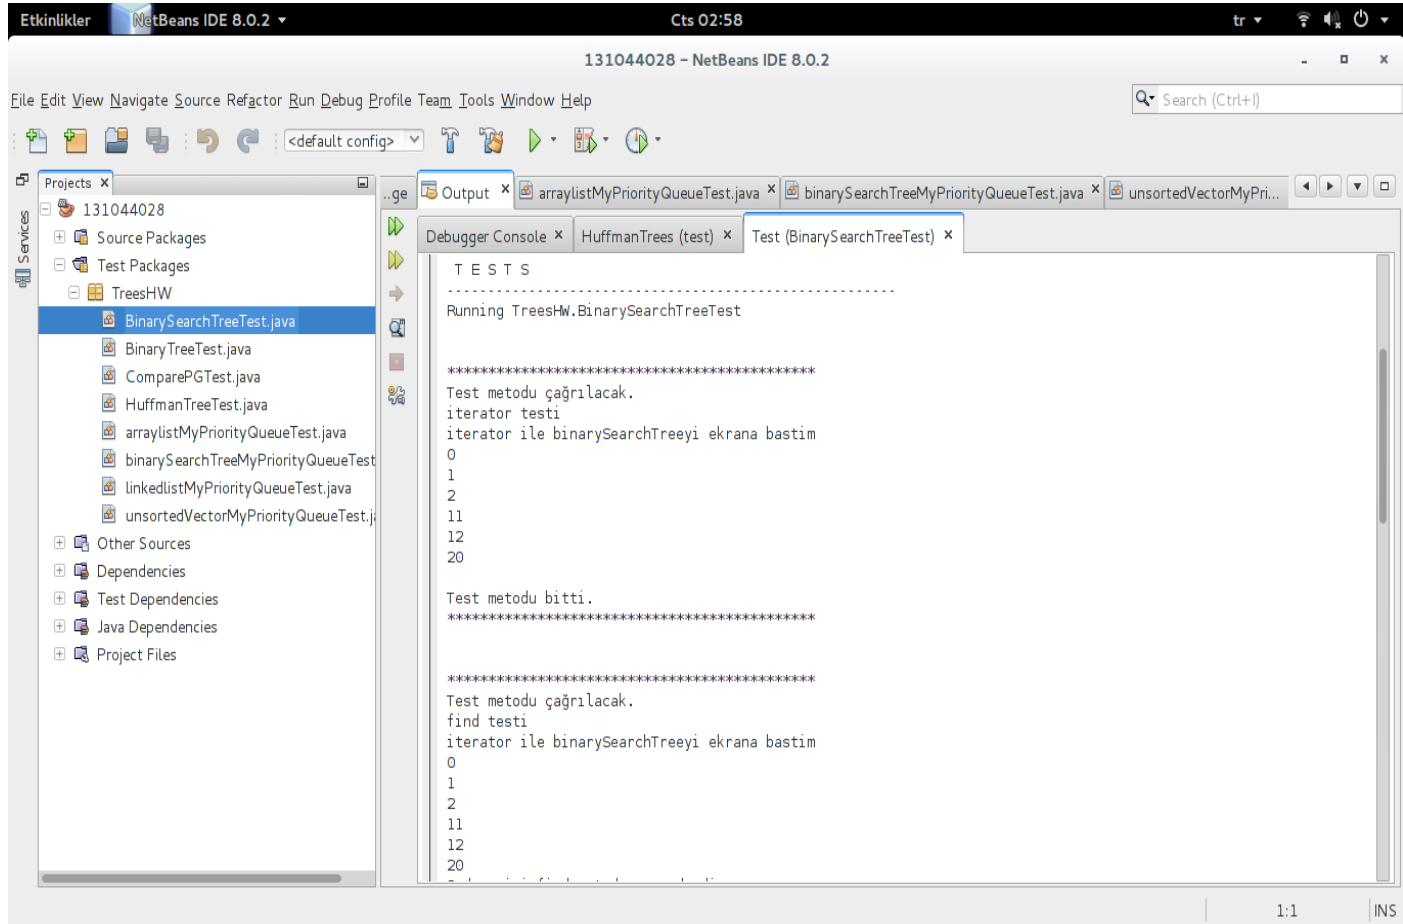 Etkinlikler NetBeans IDE 8.0.2 Cts 02:58 tr
131044028 – NetBeans IDE 8.0.2
File Edit View Navigate Source Refactor Run Debug Profile Team Tools Window Help
Search (Ctrl+I)
<default config>
Projects
Services
131044028
Source Packages
Test Packages
TreesHW
BinarySearchTreeTest.java
BinaryTreeTest.java
ComparePGTest.java
HuffmanTreeTest.java
arraylistMyPriorityQueueTest.java
binarySearchTreeMyPriorityQueueTest
linkedlistMyPriorityQueueTest.java
unsortedVectorMyPriorityQueueTest.j
Other Sources
Dependencies
Test Dependencies
Java Dependencies
Project Files
..ge Output arraylistMyPriorityQueueTest.java binarySearchTreeMyPriorityQueueTest.java unsortedVectorMyPri...
Debugger Console HuffmanTrees (test) Test (BinarySearchTreeTest)
T E S T S
-------------------------------------------------------
Running TreesHW.BinarySearchTreeTest
*********************************************
Test metodu çağrılacak.
iterator testi
iterator ile binarySearchTreeyi ekrana bastim
0
1
2
11
12
20
Test metodu bitti.
*********************************************
*********************************************
Test metodu çağrılacak.
find testi
iterator ile binarySearchTreeyi ekrana bastim
0
1
2
11
12
20
1:1 INS